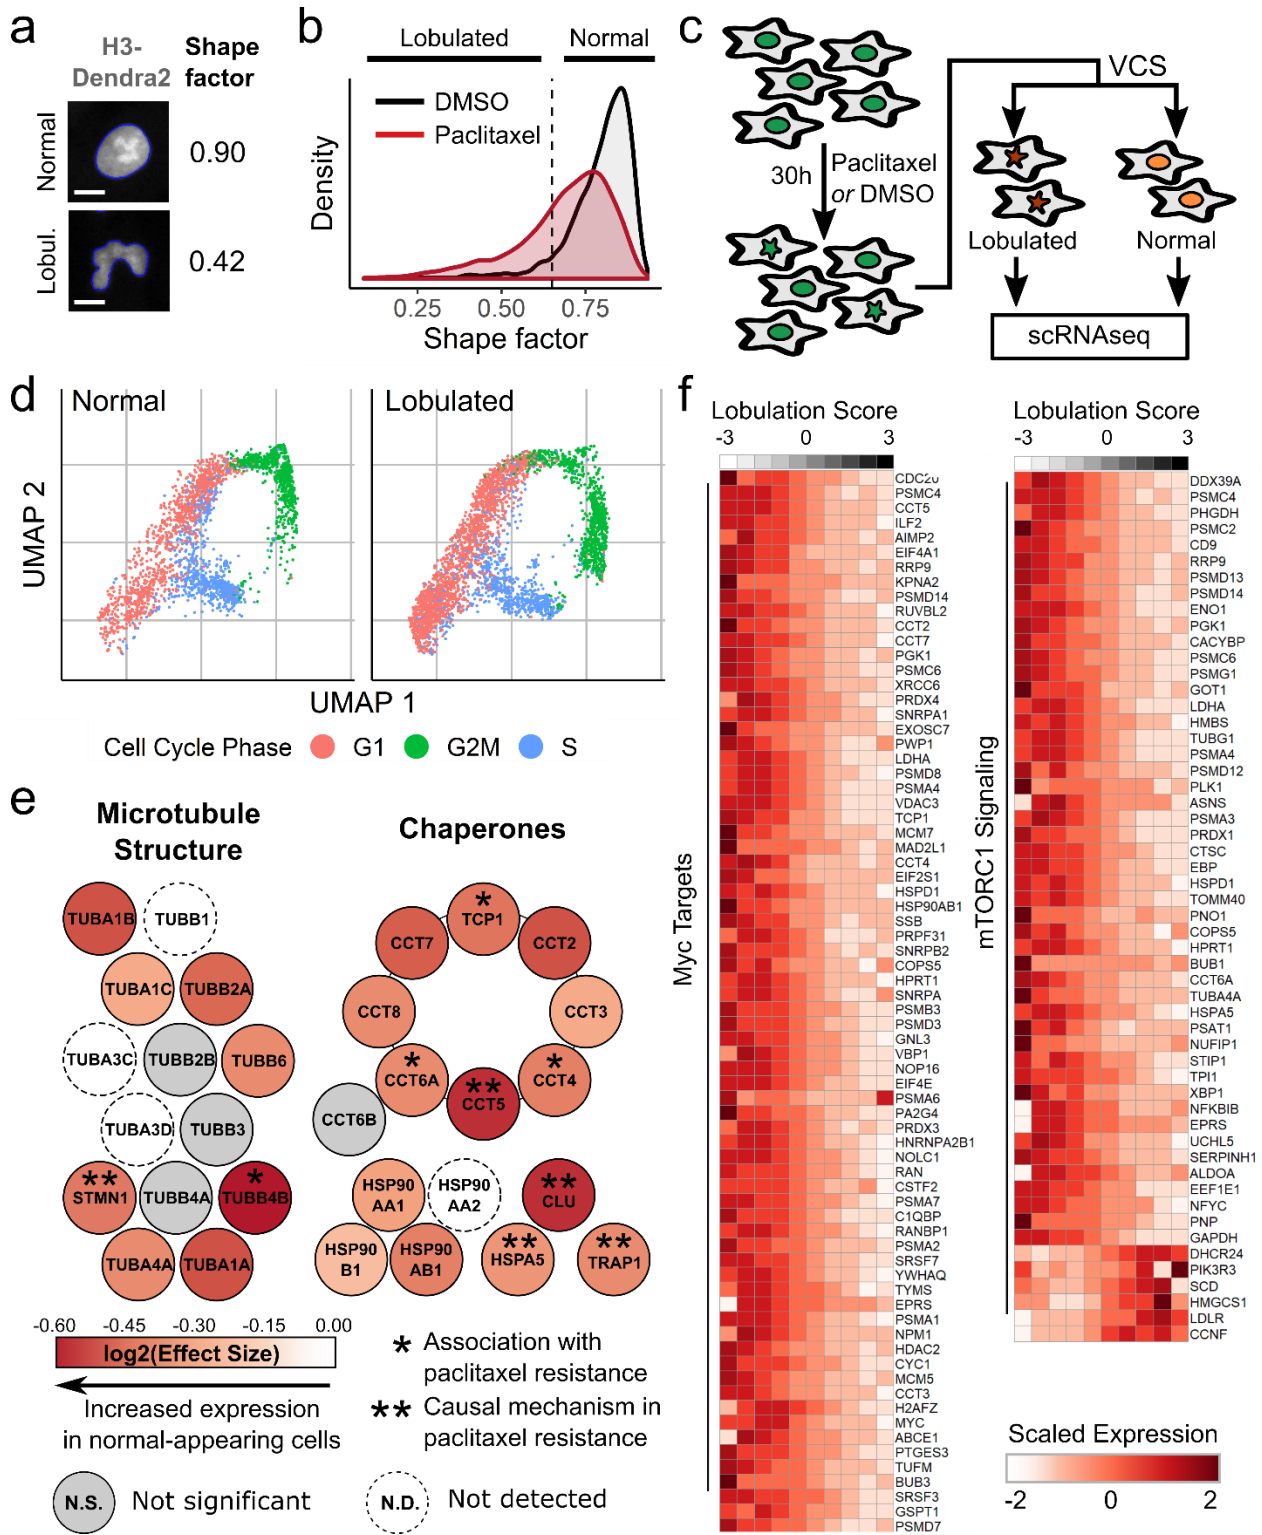 a
H3-
Dendra2
Shape
factor
Normal
0.90
Lobul.
0.42
b
Lobulated
Normal
DMSO
Paclitaxel
Density
0.25
0.50
0.75
Shape factor
c
30h
Paclitaxel
or DMSO
VCS
Lobulated
Normal
scRNAseq
d
Normal
Lobulated
UMAP 2
UMAP 1
Cell Cycle Phase
G1
G2M
S
e
Microtubule
Structure
TUBA1B
TUBB1
TUBA1C
TUBB2A
TUBA3C
TUBB2B
TUBB6
TUBA3D
TUBB3
**
STMN1
TUBB4A
*
TUBB4B
TUBA4A
TUBA1A
Chaperones
*
TCP1
CCT7
CCT2
CCT8
CCT3
*
CCT6A
**
CCT5
*
CCT4
CCT6B
HSP90
AA1
HSP90
AA2
**
CLU
HSP90
B1
HSP90
AB1
**
HSPA5
**
TRAP1
-0.60
-0.45
-0.30
-0.15
0.00
log2(Effect Size)
Increased expression
in normal-appearing cells
* Association with
paclitaxel resistance
** Causal mechanism in
paclitaxel resistance
N.S.
Not significant
N.D.
Not detected
f
Lobulation Score
-3
0
3
Myc Targets
CDC20
PSMC4
CCT5
ILF2
AIMP2
EIF4A1
RRP9
KPNA2
PSMD14
RUVBL2
CCT2
CCT7
PGK1
PSMC6
XRCC6
PRDX4
SNRPA1
EXOSC7
PWP1
LDHA
PSMD8
PSMA4
VDAC3
TCP1
MCM7
MAD2L1
CCT4
EIF2S1
HSPD1
HSP90AB1
SSB
PRPF31
SNRPB2
COPS5
HPRT1
SNRPA
PSMB3
PSMD3
GNL3
VBP1
NOP16
EIF4E
PSMA6
PA2G4
PRDX3
HNRNPA2B1
NOLC1
RAN
CSTF2
PSMA7
C1QBP
RANBP1
PSMA2
SRSF7
YWHAQ
TYMS
EPRS
PSMA1
NPM1
HDAC2
CYC1
MCM5
CCT3
H2AFZ
MYC
ABCE1
PTGES3
TUFM
BUB3
SRSF3
GSPT1
PSMD7
Lobulation Score
-3
0
3
mTORC1 Signaling
DDX39A
PSMC4
PHGDH
PSMC2
CD9
RRP9
PSMD13
PSMD14
ENO1
PGK1
CACYBP
PSMC6
PSMG1
GOT1
LDHA
HMBS
TUBG1
PSMA4
PSMD12
PLK1
ASNS
PSMA3
PRDX1
CTSC
EBP
HSPD1
TOMM40
PNO1
COPS5
HPRT1
BUB1
CCT6A
TUBA4A
HSPA5
PSAT1
NUFIP1
STIP1
TPI1
XBP1
NFKBIB
EPRS
UCHL5
SERPINH1
ALDOA
EEF1E1
NFYC
PNP
GAPDH
DHCR24
PIK3R3
SCD
HMGCS1
LDLR
CCNF
Scaled Expression
-2
0
2